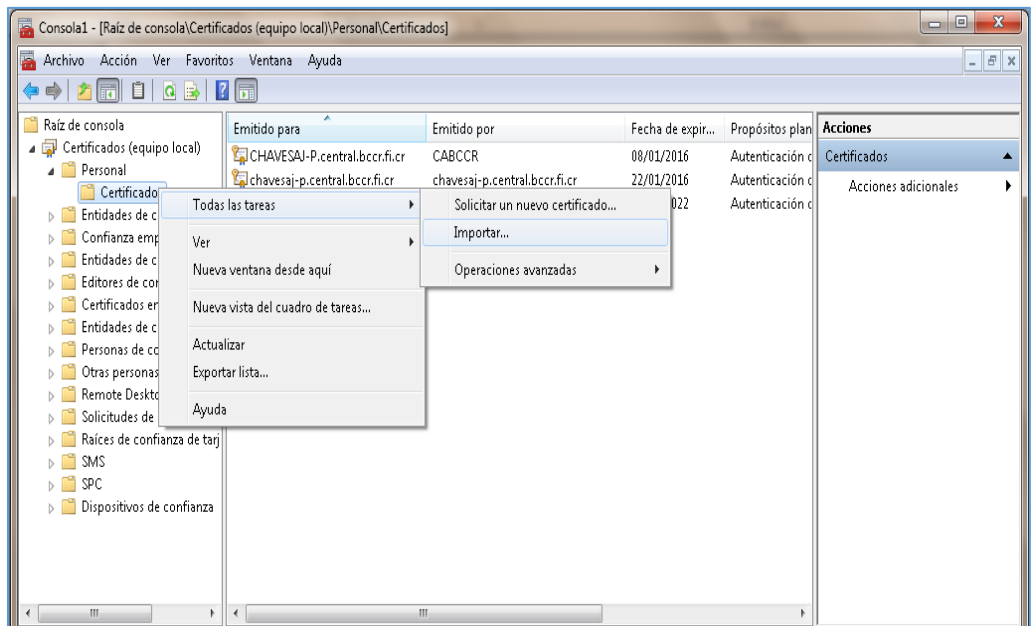 Consola1 - [Raíz de consola\Certificados (equipo local)\Personal\Certificados]
Archivo Acción Ver Favoritos Ventana Ayuda
Raíz de consola
Certificados (equipo local)
Personal
Certificado
Entidades de c
Confianza emp
Entidades de c
Editores de con
Certificados en
Entidades de c
Personas de co
Otras personas
Remote Deskto
Solicitudes de
Raíces de confianza de tarj
SMS
SPC
Dispositivos de confianza
Emitido para Emitido por Fecha de expir... Propósitos plan
CHAVESAJ-P.central.bccr.fi.cr CABCCR 08/01/2016 Autenticación c
chavesaj-p.central.bccr.fi.cr chavesaj-p.central.bccr.fi.cr 22/01/2016 Autenticación c
022 Autenticación c
Todas las tareas
Ver
Nueva ventana desde aquí
Nueva vista del cuadro de tareas...
Actualizar
Exportar lista...
Ayuda
Solicitar un nuevo certificado...
Importar...
Operaciones avanzadas
Acciones
Certificados
Acciones adicionales